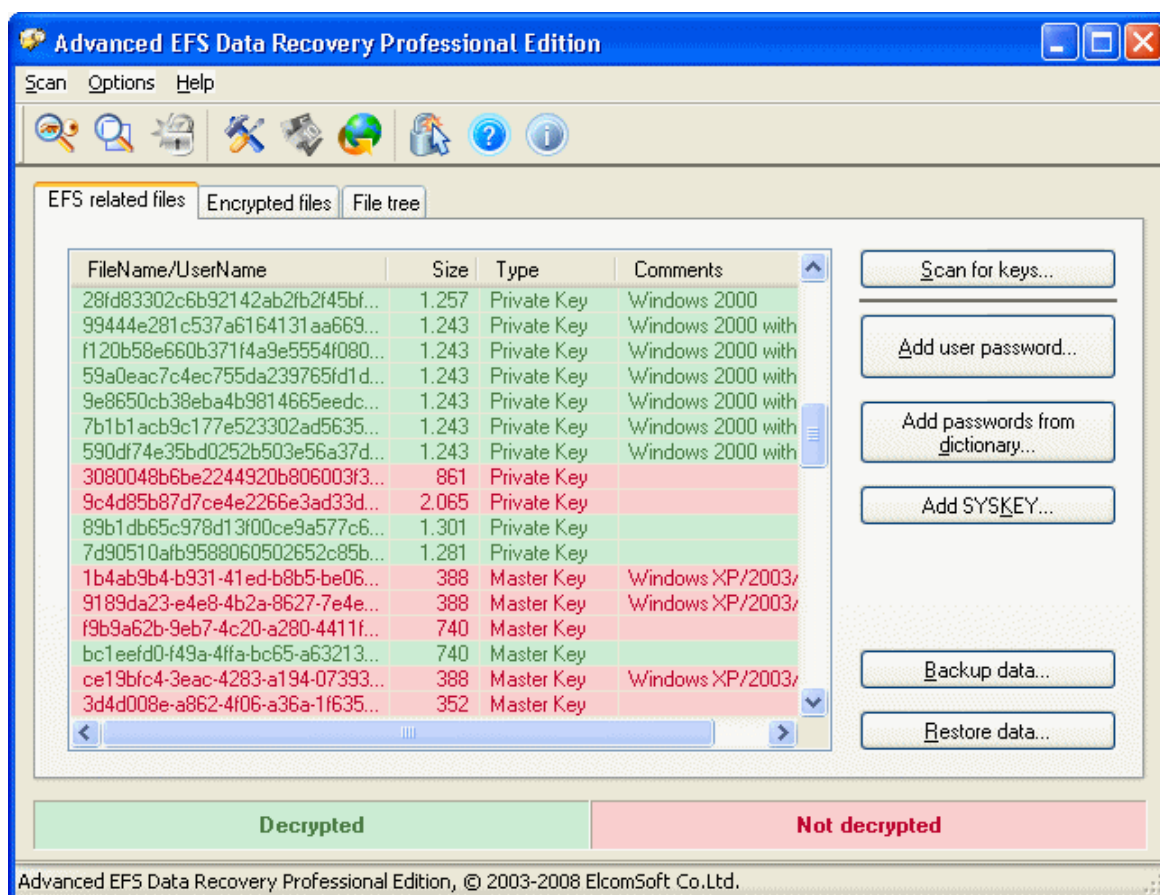 Advanced EFS Data Recovery Professional Edition
Scan Options Help
EFS related files Encrypted files File tree
FileName/UserName Size Type Comments
28fd83302c6b92142ab2fb2f45bf... 1.257 Private Key Windows 2000
99444e281c537a6164131aa669... 1.243 Private Key Windows 2000 with
f120b58e660b371f4a9e5554f080... 1.243 Private Key Windows 2000 with
59a0eac7c4ec755da239765fd1d... 1.243 Private Key Windows 2000 with
9e8650cb38eba4b9814665eedc... 1.243 Private Key Windows 2000 with
7b1b1acb9c177e523302ad5635... 1.243 Private Key Windows 2000 with
590df74e35bd0252b503e56a37d... 1.243 Private Key Windows 2000 with
3080048b6be2244920b806003f3... 861 Private Key
9c4d85b87d7ce4e2266e3ad33d... 2.065 Private Key
89b1db65c978d13f00ce9a577c6... 1.301 Private Key
7d90510afb9588060502652c85b... 1.281 Private Key
1b4ab9b4-b931-41ed-b8b5-be06... 388 Master Key Windows XP/2003/
9189da23-e4e8-4b2a-8627-7e4e... 388 Master Key Windows XP/2003/
f9b9a62b-9eb7-4c20-a280-4411f... 740 Master Key
bc1eefd0-f49a-4ffa-bc65-a63213... 740 Master Key
ce19bfc4-3eac-4283-a194-07393... 388 Master Key Windows XP/2003/
3d4d008e-a862-4f06-a36a-1f635... 352 Master Key
Scan for keys...
Add user password...
Add passwords from
dictionary...
Add SYSKEY...
Backup data...
Restore data...
Decrypted Not decrypted
Advanced EFS Data Recovery Professional Edition, © 2003-2008 ElcomSoft Co.Ltd.